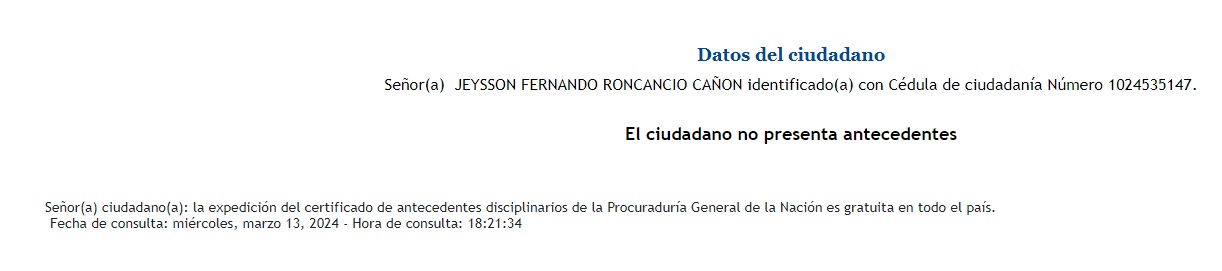 Datos del ciudadano
Señor(a) JEYSSON FERNANDO RONCANCIO CAÑON identificado(a) con Cédula de ciudadanía Número 1024535147.
El ciudadano no presenta antecedentes
Señor(a) ciudadano(a): la expedición del certificado de antecedentes disciplinarios de la Procuraduría General de la Nación es gratuita en todo el país.
Fecha de consulta: miércoles, marzo 13, 2024 - Hora de consulta: 18:21:34